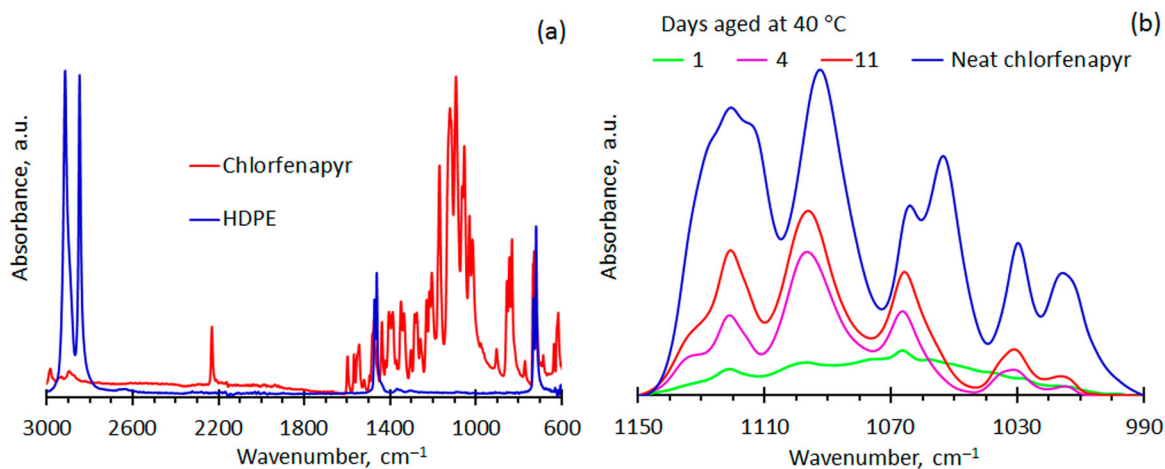 (a)
Absorbance, a.u.
Chlorfenapyr
HDPE
3000 2600 2200 1800 1400 1000 600
Wavenumber, cm⁻¹
Days aged at 40 °C
(b)
1 4 11 Neat chlorfenapyr
Absorbance, a.u.
1150 1110 1070 1030 990
Wavenumber, cm⁻¹